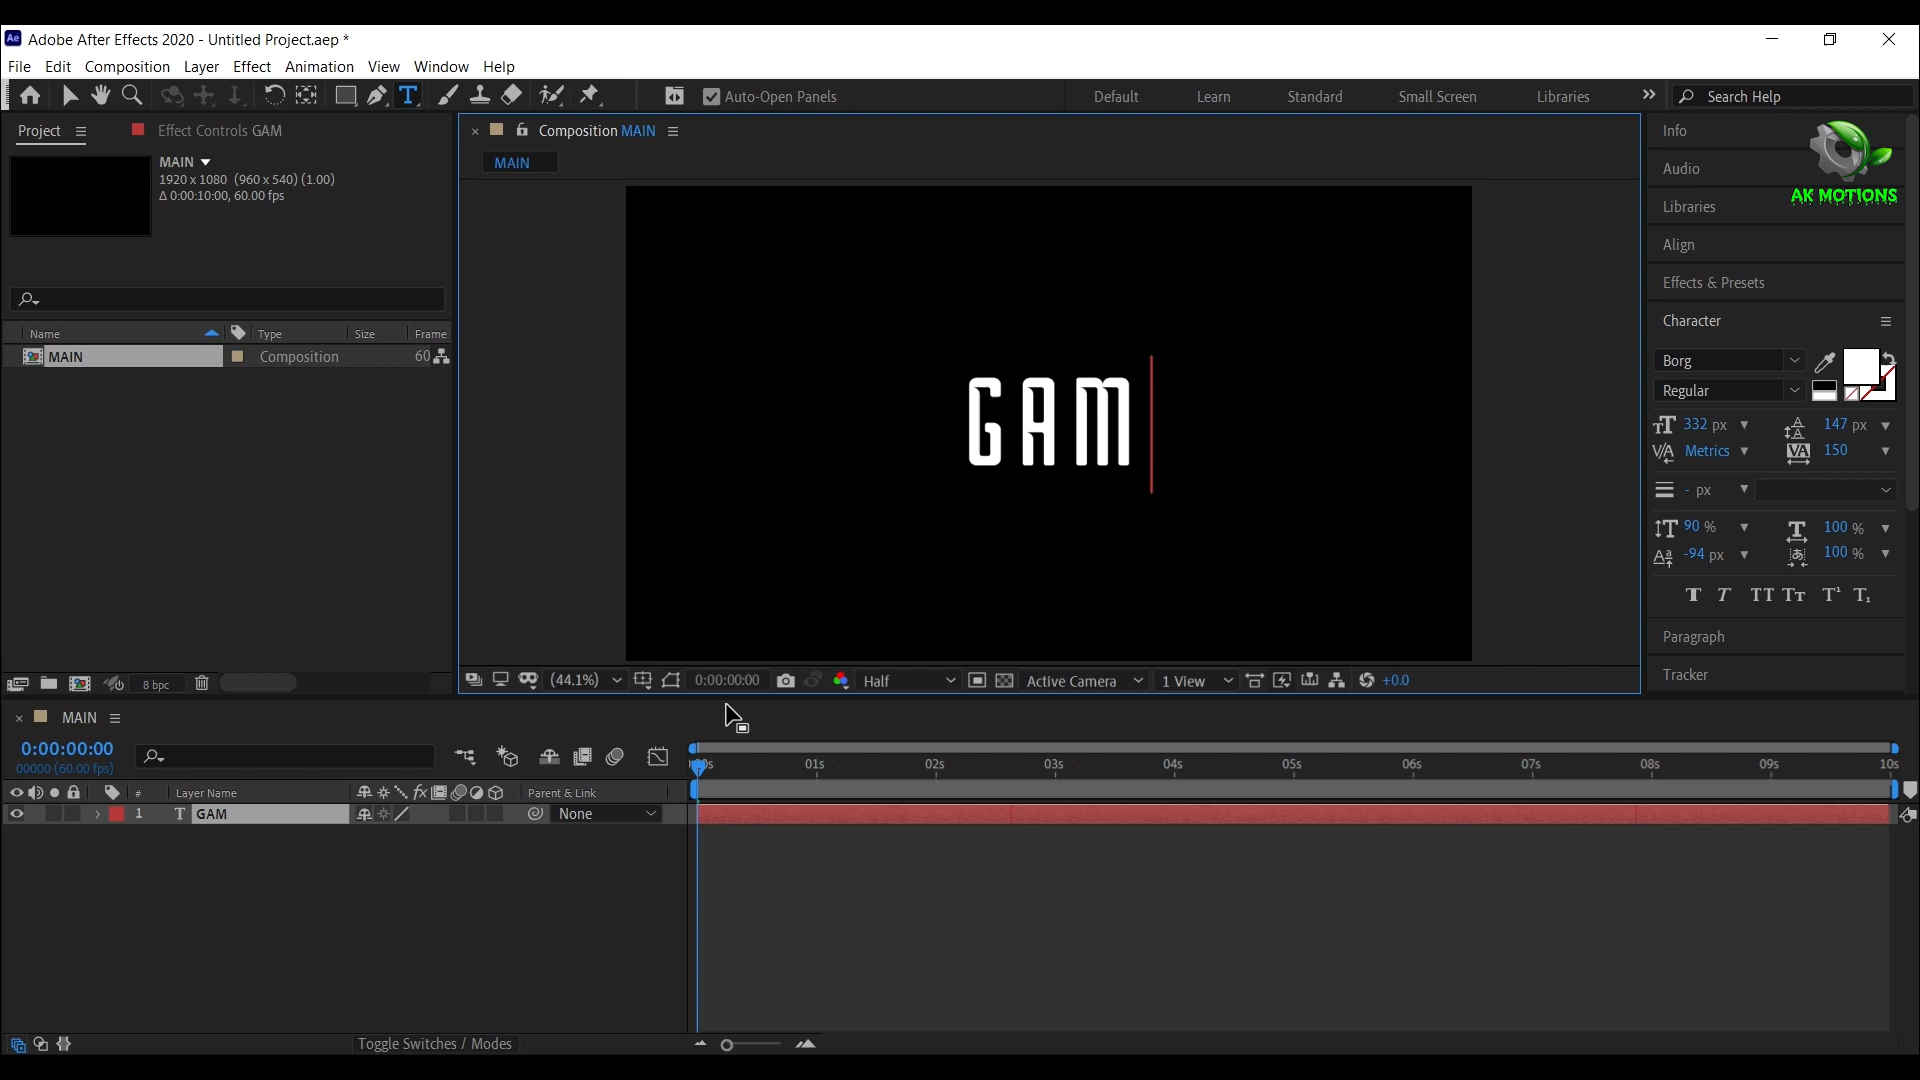 Ae Adobe After Effects 2020 - Untitled Project.aep *
File Edit Composition Layer Effect Animation View Window Help
Auto-Open Panels Default Learn Standard Small Screen Libraries Search Help
Project Effect Controls GAM
MAIN
1920 x 1080 (960 x 540) (1.00)
Δ 0:00:10:00, 60.00 fps
Name Type Size Frame
MAIN Composition 60
8 bpc
Composition MAIN
MAIN
GAM
(44.1%) 0:00:00:00 Half Active Camera 1 View +0.0
Info
Audio
Libraries
Align
Effects & Presets
AK MOTIONS
Character
Borg
Regular
332 px 147 px
Metrics 150
- px
90 % 100 %
-94 px 100 %
T T TT TT T¹ T₁
Paragraph
Tracker
MAIN
0:00:00:00
00000 (60.00 fps)
# Layer Name Parent & Link
1 T GAM None
01s 02s 03s 04s 05s 06s 07s 08s 09s 10s
Toggle Switches / Modes